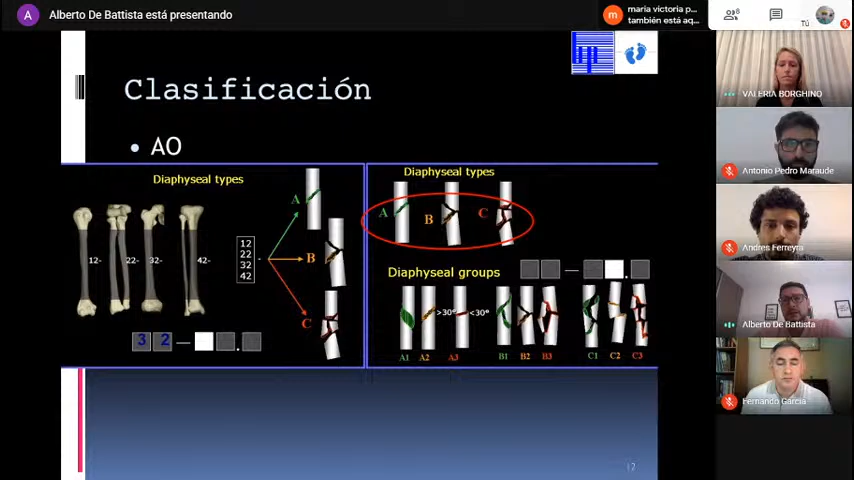 A
Alberto De Battista está presentando
m
maria victoria p...
también está aq...
8
Tú
Clasificación
• AO
Diaphyseal types
12-
22-
32-
42-
12
22
32
42
-
A
B
C
3 2 — .
Diaphyseal types
A
B
C
Diaphyseal groups
— .
>30°
<30°
A1
A2
A3
B1
B2
B3
C1
C2
C3
12
VALERIA BORGHINO
Antonio Pedro Maraude
Andres Ferreyra
Alberto De Battista
Fernando Garcia